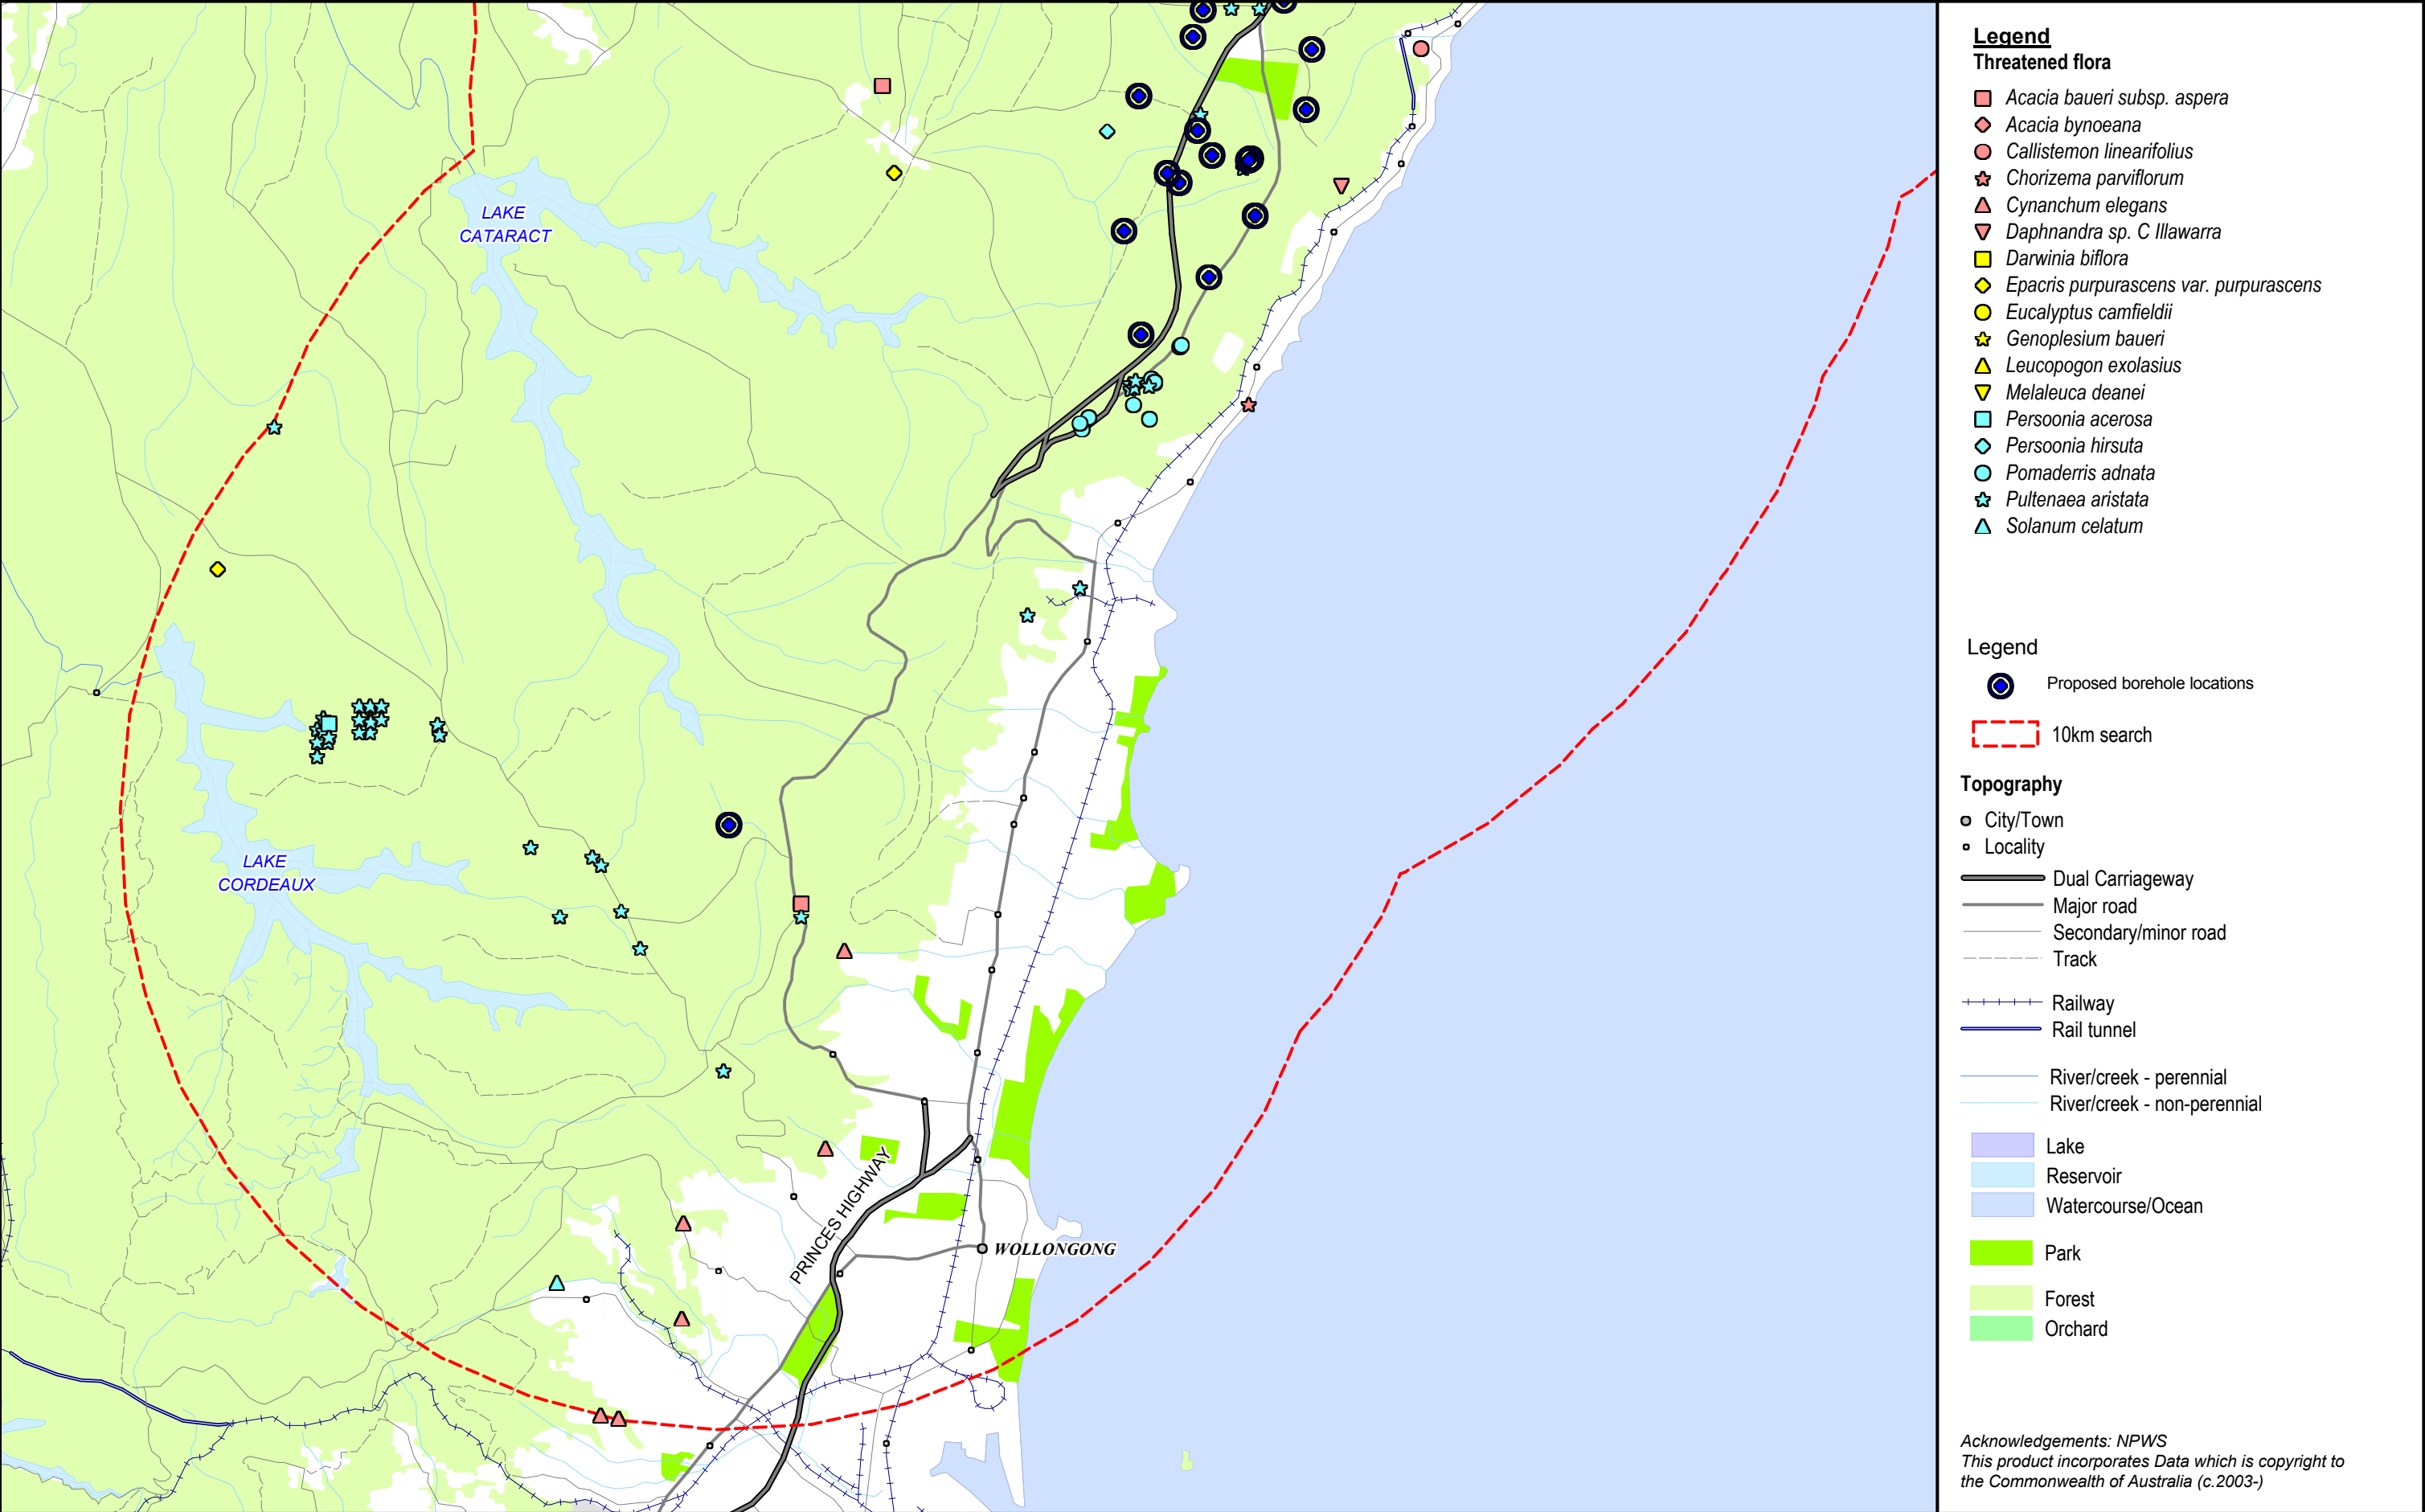 LAKE
CATARACT
LAKE
CORDEAUX
PRINCES HIGHWAY
WOLLONGONG
Legend
Threatened flora
Acacia baueri subsp. aspera
Acacia bynoeana
Callistemon linearifolius
Chorizema parviflorum
Cynanchum elegans
Daphnandra sp. C Illawarra
Darwinia biflora
Epacris purpurascens var. purpurascens
Eucalyptus camfieldii
Genoplesium baueri
Leucopogon exolasius
Melaleuca deanei
Persoonia acerosa
Persoonia hirsuta
Pomaderris adnata
Pultenaea aristata
Solanum celatum
Legend
Proposed borehole locations
10km search
Topography
City/Town
Locality
Dual Carriageway
Major road
Secondary/minor road
Track
Railway
Rail tunnel
River/creek - perennial
River/creek - non-perennial
Lake
Reservoir
Watercourse/Ocean
Park
Forest
Orchard
Acknowledgements: NPWS
This product incorporates Data which is copyright to
the Commonwealth of Australia (c.2003-)